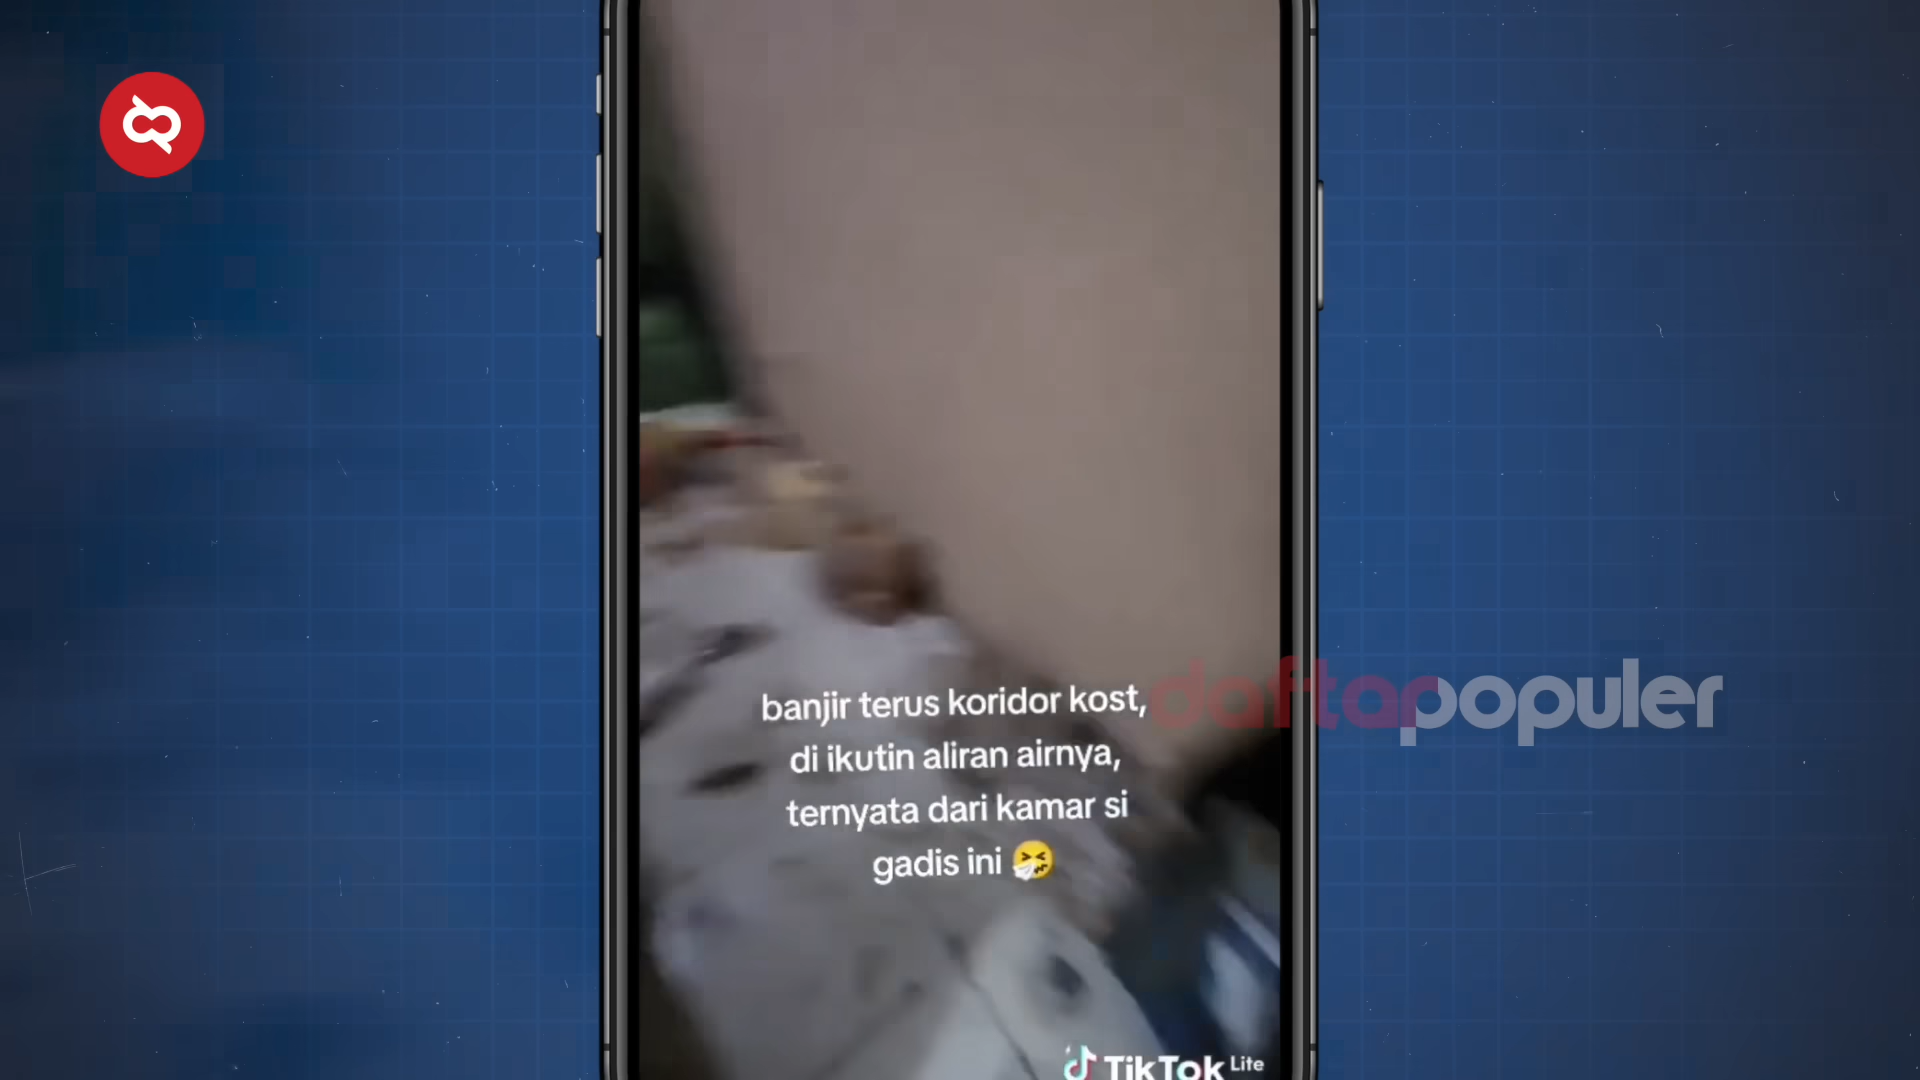 banjir terus koridor kost,
di ikutin aliran airnya,
ternyata dari kamar si
gadis ini 🤧
daftarpopuler
TikTok Lite